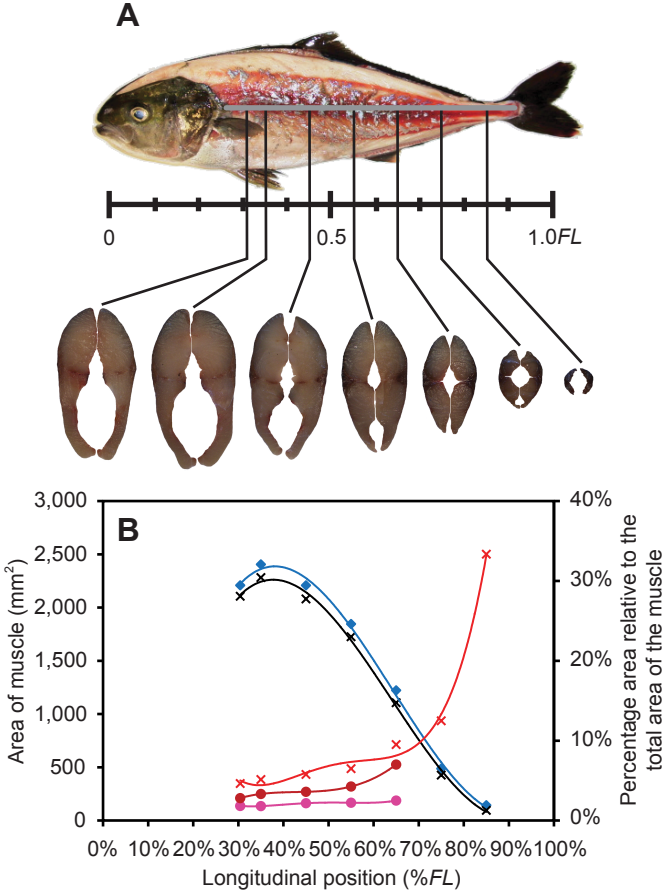 A
0
0.5
1.0FL
B
3,000
2,500
2,000
1,500
1,000
500
0
Area of muscle (mm²)
40%
30%
20%
10%
0%
Percentage area relative to the
total area of the muscle
0% 10% 20% 30% 40% 50% 60% 70% 80% 90% 100%
Longitudinal position (%FL)